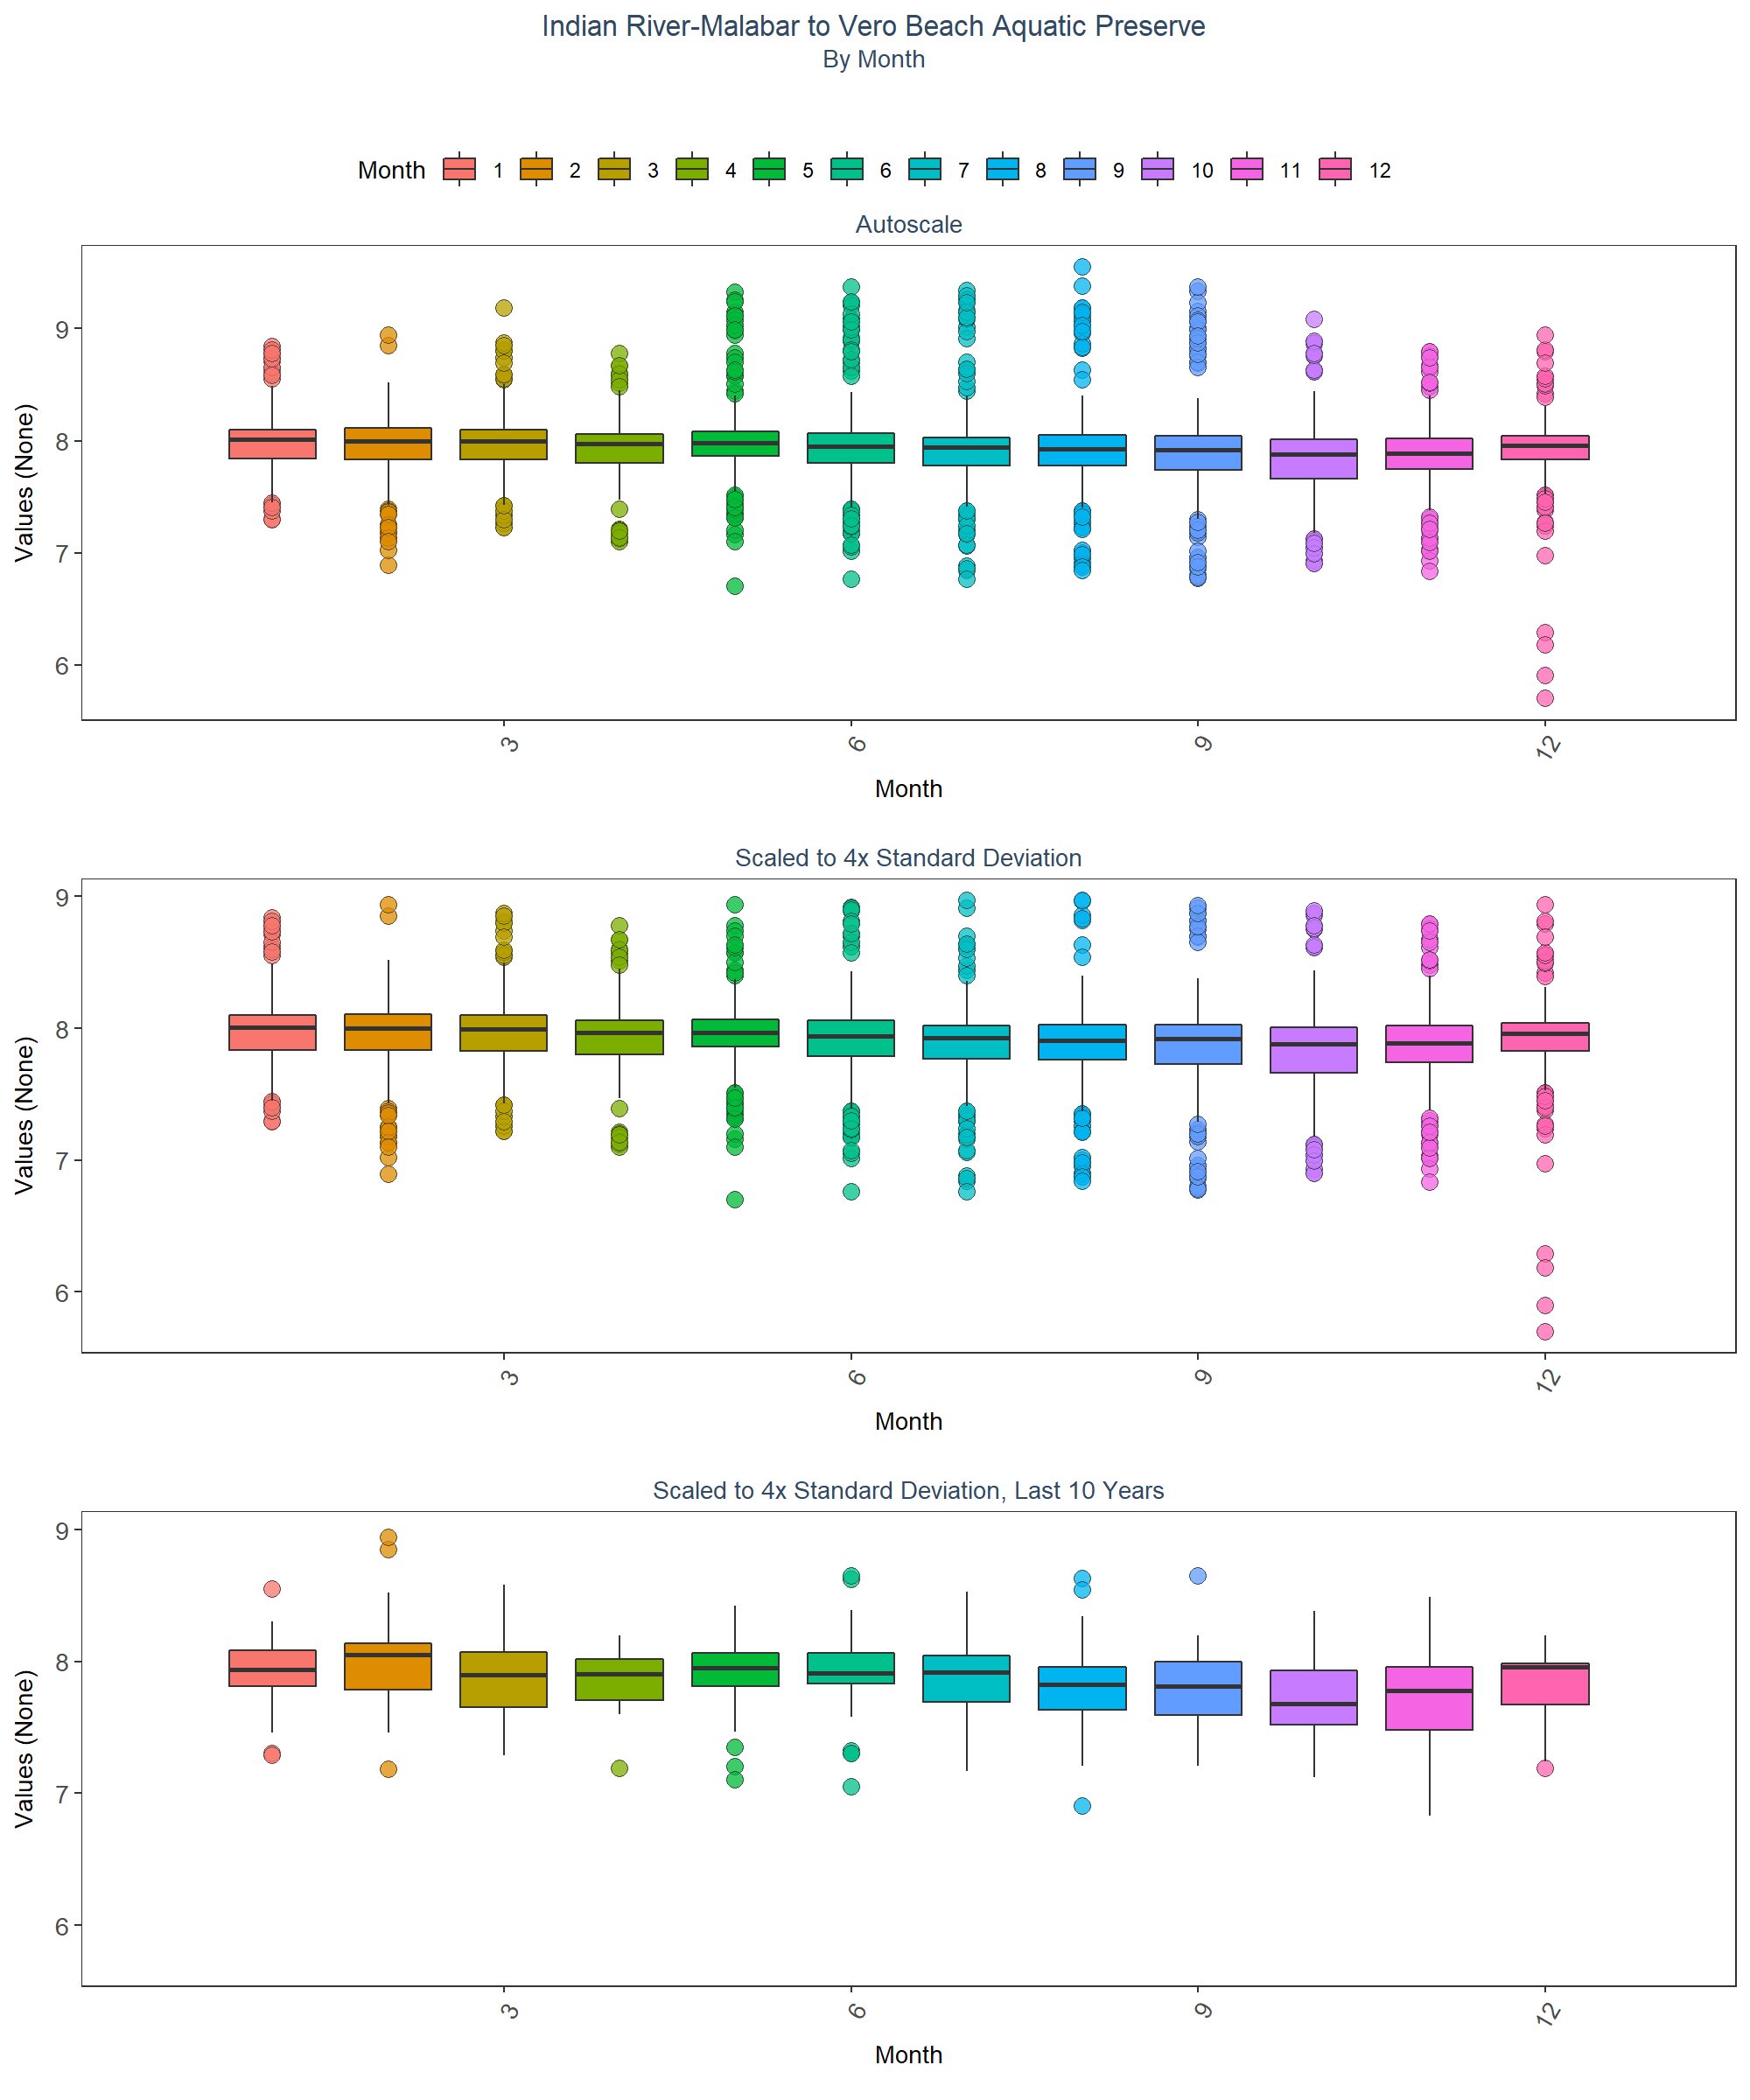 Indian River-Malabar to Vero Beach Aquatic Preserve
By Month
Month 1 2 3 4 5 6 7 8 9 10 11 12
Autoscale
Values (None)
9
8
7
6
3 6 9 12
Month
Scaled to 4x Standard Deviation
Values (None)
9
8
7
6
3 6 9 12
Month
Scaled to 4x Standard Deviation, Last 10 Years
Values (None)
9
8
7
6
3 6 9 12
Month